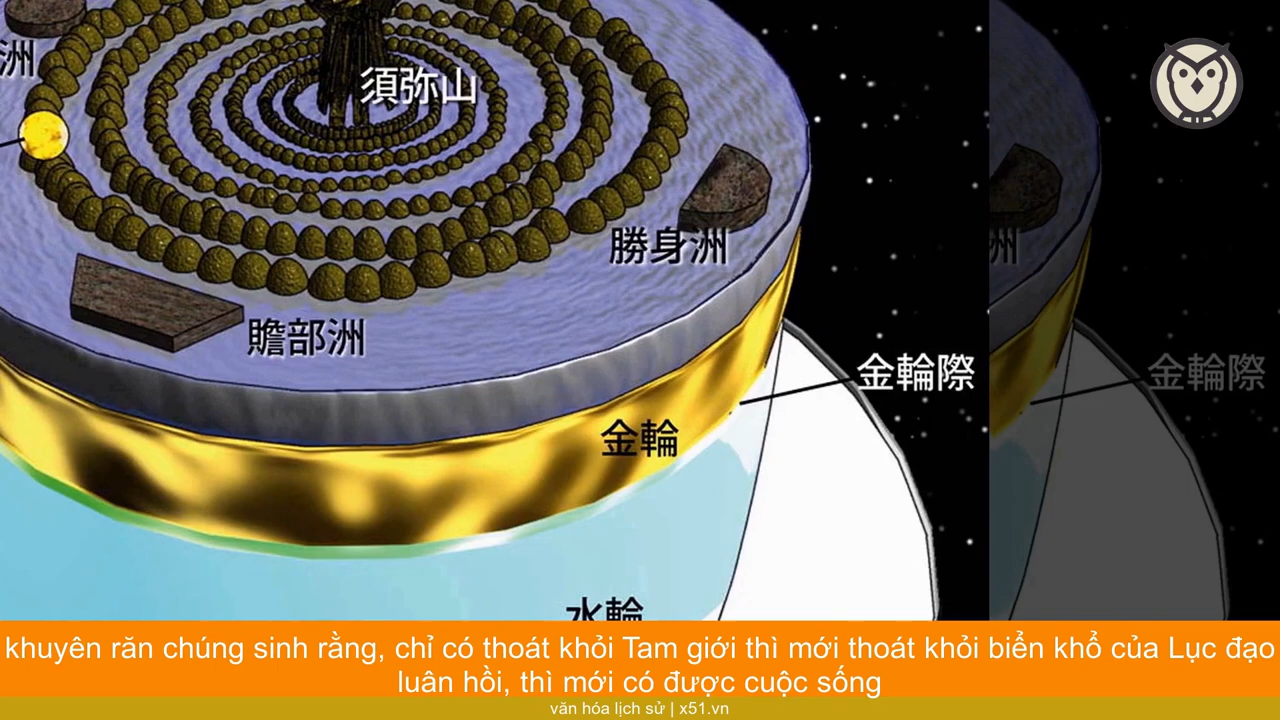 洲
須弥山
勝身洲
洲
贍部洲
金輪際
金輪際
金輪
水輪
khuyên răn chúng sinh rằng, chỉ có thoát khỏi Tam giới thì mới thoát khỏi biển khổ của Lục đạo
luân hồi, thì mới có được cuộc sống
văn hóa lịch sử | x51.vn